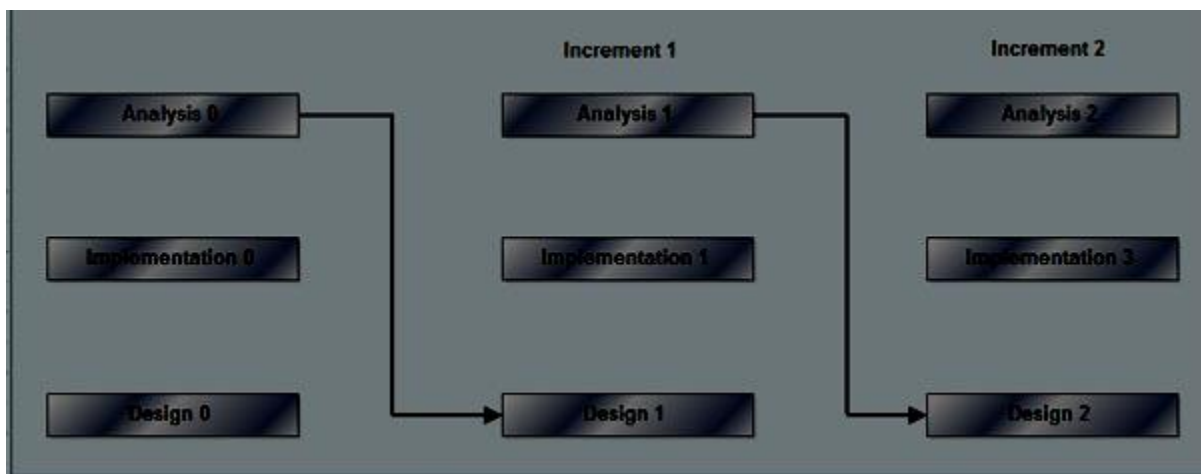 Increment 1
Increment 2
Analysis 0
Analysis 1
Analysis 2
Implementation 0
Implementation 1
Implementation 3
Design 0
Design 1
Design 2